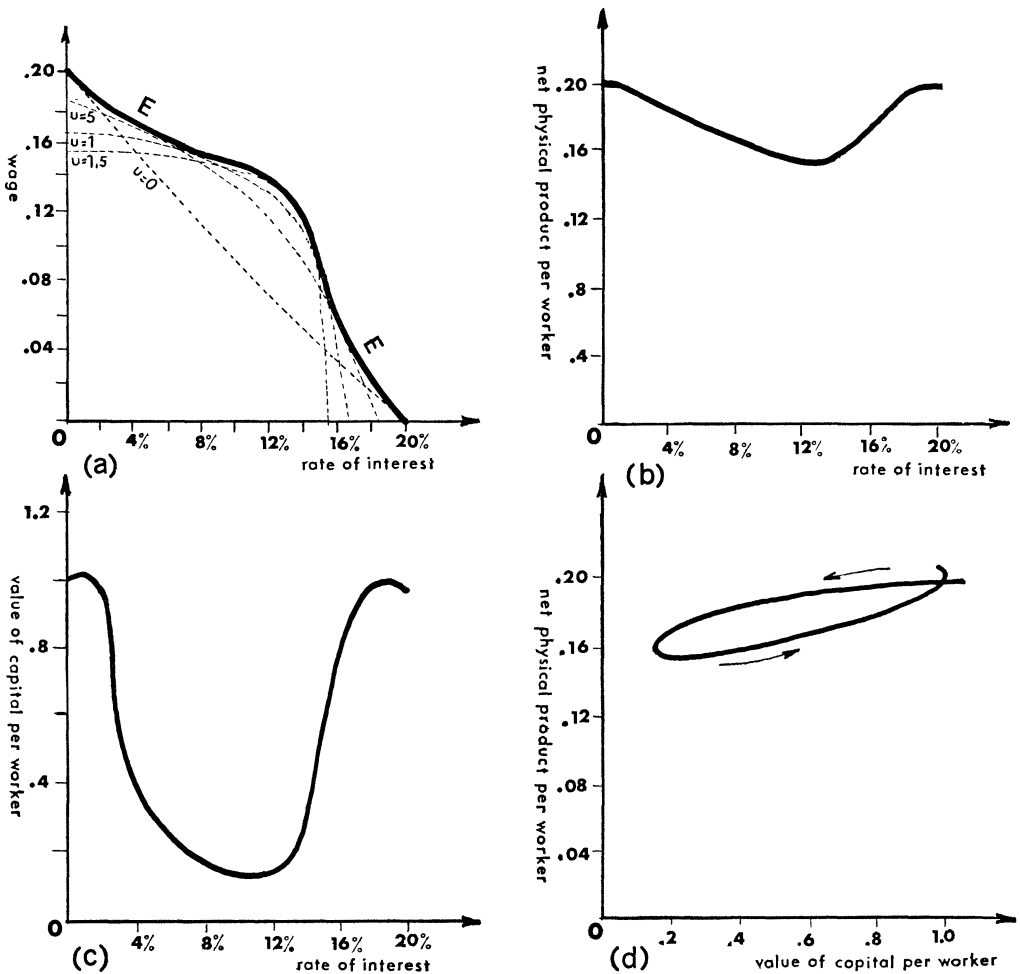 .20
.16
.12
.08
.04
0
wage
E
E
u=5
u=1
u=1,5
u=0
4% 8% 12% 16% 20%
rate of interest
(a)
net physical product per worker
.20
.16
.12
.8
.4
0
4% 8% 12% 16% 20%
rate of interest
(b)
value of capital per worker
1.2
.8
.4
0
4% 8% 12% 16% 20%
rate of interest
(c)
net physical product per worker
.20
.16
.12
.08
.04
0
.2 .4 .6 .8 1.0
value of capital per worker
(d)